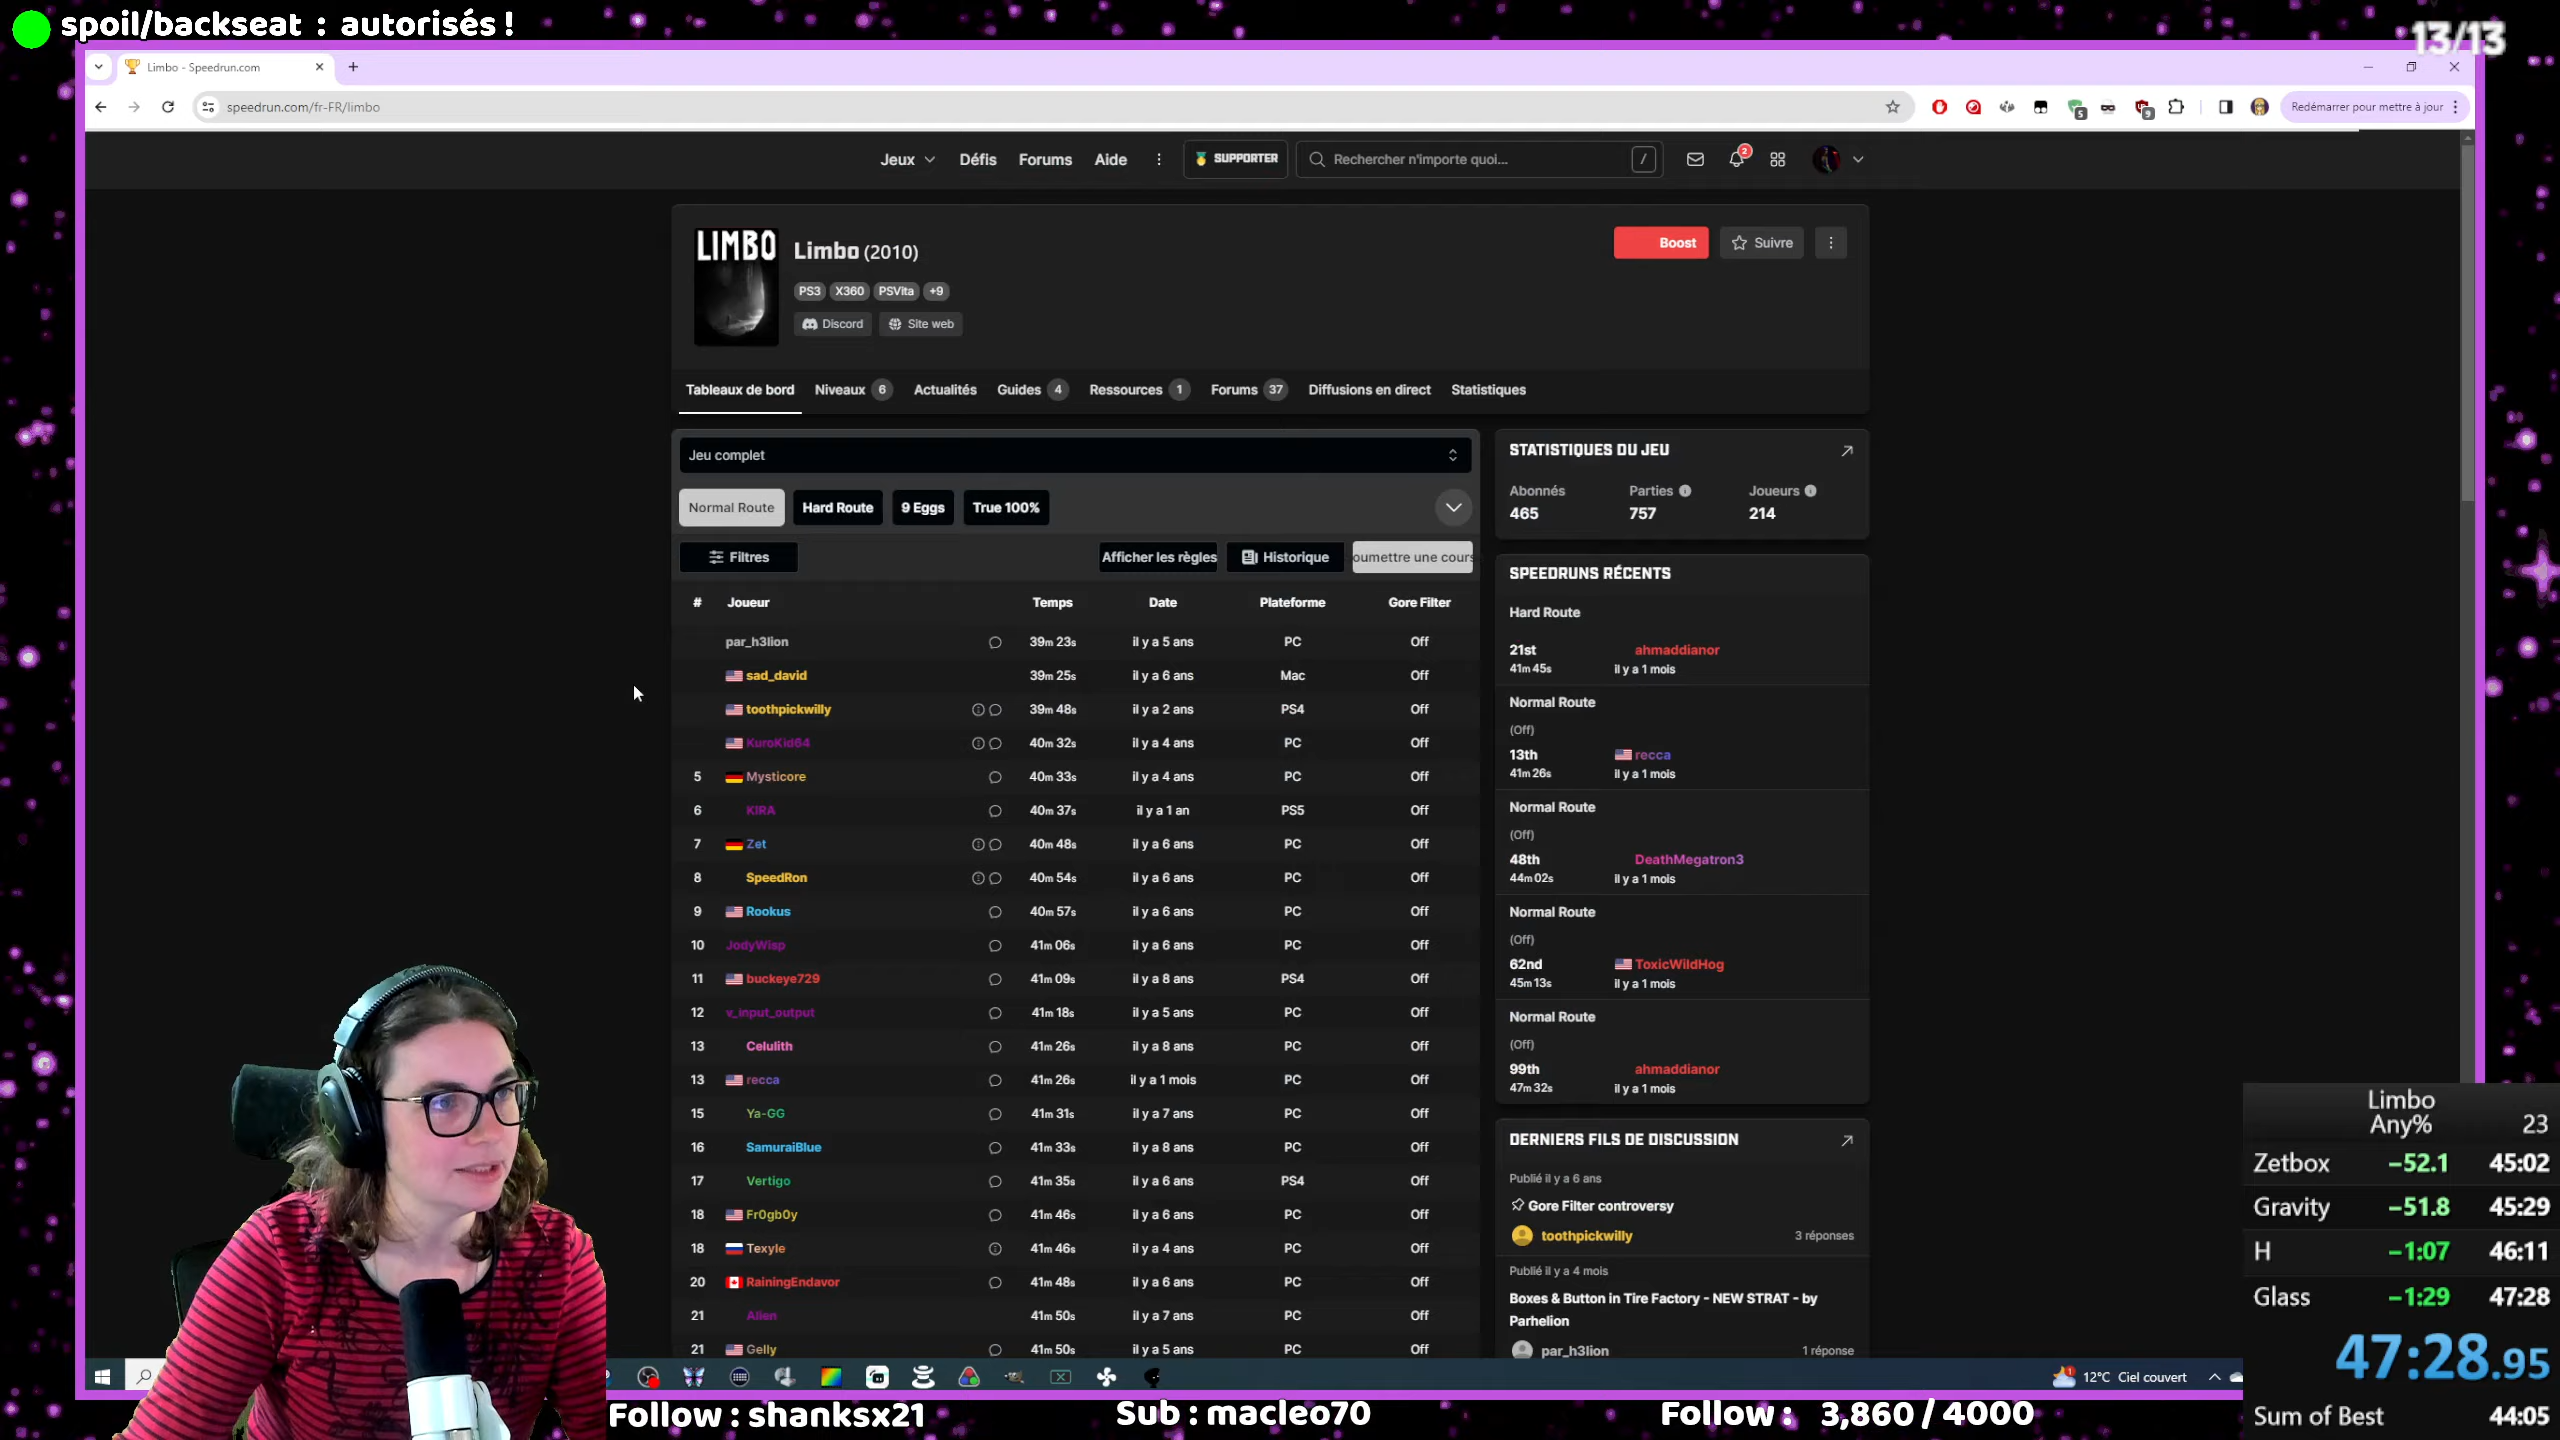 spoil/backseat : autorisés !
13/13
Limbo - Speedrun.com
speedrun.com/fr-FR/limbo
5
9
Redémarrer pour mettre à jour
Jeux
Défis
Forums
Aide
SUPPORTER
Rechercher n'importe quoi...
/
2
LIMBO
Limbo (2010)
PS3 X360 PSVita +9
Discord
Site web
Boost
Suivre
Tableaux de bord
Niveaux 6
Actualités
Guides 4
Ressources 1
Forums 37
Diffusions en direct
Statistiques
Jeu complet
Normal Route
Hard Route
9 Eggs
True 100%
Filtres
Afficher les règles
Historique
oumettre une cours
# Joueur Temps Date Plateforme Gore Filter
par_h3lion 39m 23s il y a 5 ans PC Off
sad_david 39m 25s il y a 6 ans Mac Off
toothpickwilly 39m 48s il y a 2 ans PS4 Off
KuroKid64 40m 32s il y a 4 ans PC Off
5 Mysticore 40m 33s il y a 4 ans PC Off
6 KIRA 40m 37s il y a 1 an PS5 Off
7 Zet 40m 48s il y a 6 ans PC Off
8 SpeedRon 40m 54s il y a 6 ans PC Off
9 Rookus 40m 57s il y a 6 ans PC Off
10 JodyWisp 41m 06s il y a 6 ans PC Off
11 buckeye729 41m 09s il y a 8 ans PS4 Off
12 v_input_output 41m 18s il y a 5 ans PC Off
13 Celulith 41m 26s il y a 8 ans PC Off
13 recca 41m 26s il y a 1 mois PC Off
15 Ya-GG 41m 31s il y a 7 ans PC Off
16 SamuraiBlue 41m 33s il y a 8 ans PC Off
17 Vertigo 41m 35s il y a 6 ans PS4 Off
18 Fr0gb0y 41m 46s il y a 6 ans PC Off
18 Texyle 41m 46s il y a 4 ans PC Off
20 RainingEndavor 41m 48s il y a 6 ans PC Off
21 Alien 41m 50s il y a 7 ans PC Off
21 Gelly 41m 50s il y a 5 ans PC Off
STATISTIQUES DU JEU
Abonnés Parties Joueurs
465 757 214
SPEEDRUNS RÉCENTS
Hard Route
21st ahmaddianor
41m 45s il y a 1 mois
Normal Route
(Off)
13th recca
41m 26s il y a 1 mois
Normal Route
(Off)
48th DeathMegatron3
44m 02s il y a 1 mois
Normal Route
(Off)
62nd ToxicWildHog
45m 13s il y a 1 mois
Normal Route
(Off)
99th ahmaddianor
47m 32s il y a 1 mois
DERNIERS FILS DE DISCUSSION
Publié il y a 6 ans
Gore Filter controversy
toothpickwilly 3 réponses
Publié il y a 4 mois
Boxes & Button in Tire Factory - NEW STRAT - by
Parhelion
par_h3lion 1 réponse
12°C Ciel couvert
Limbo
Any% 23
Zetbox -52.1 45:02
Gravity -51.8 45:29
H -1:07 46:11
Glass -1:29 47:28
47:28.95
Sum of Best 44:05
Follow : shanksx21
Sub : macleo70
Follow : 3,860 / 4000